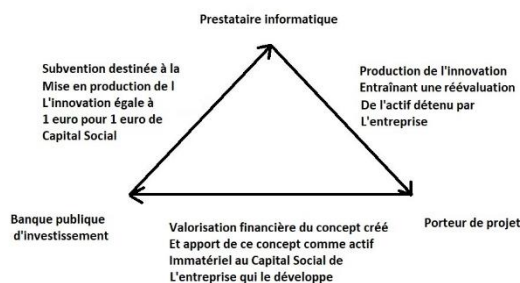 Prestataire informatique
Subvention destinée à la
Mise en production de l
L'innovation égale à
1 euro pour 1 euro de
Capital Social
Production de l'innovation
Entraînant une réévaluation
De l'actif détenu par
L'entreprise
Banque publique
d'investissement
Valorisation financière du concept créé
Et apport de ce concept comme actif
Immatériel au Capital Social de
L'entreprise qui le développe
Porteur de projet